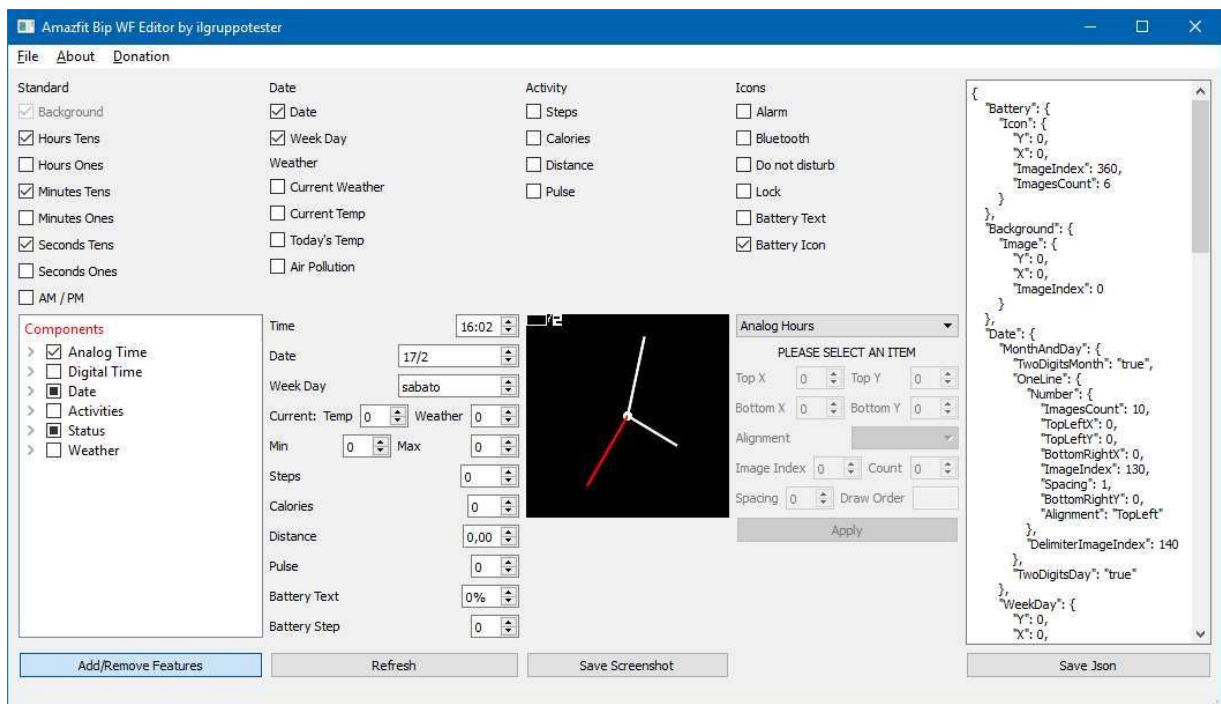 Amazfit Bip WF Editor by ilgruppotester
File About Donation
Standard
Background
Hours Tens
Hours Ones
Minutes Tens
Minutes Ones
Seconds Tens
Seconds Ones
AM / PM
Date
Date
Week Day
Weather
Current Weather
Current Temp
Today's Temp
Air Pollution
Activity
Steps
Calories
Distance
Pulse
Icons
Alarm
Bluetooth
Do not disturb
Lock
Battery Text
Battery Icon
Components
Analog Time
Digital Time
Date
Activities
Status
Weather
Time 16:02
Date 17/2
Week Day sabato
Current: Temp 0 Weather 0
Min 0 Max 0
Steps 0
Calories 0
Distance 0,00
Pulse 0
Battery Text 0%
Battery Step 0
Analog Hours
PLEASE SELECT AN ITEM
Top X 0 Top Y 0
Bottom X 0 Bottom Y 0
Alignment
Image Index 0 Count 0
Spacing 0 Draw Order
Apply
{
"Battery": {
"Icon": {
"Y": 0,
"X": 0,
"ImageIndex": 360,
"ImagesCount": 6
}
},
"Background": {
"Image": {
"Y": 0,
"X": 0,
"ImageIndex": 0
}
},
"Date": {
"MonthAndDay": {
"TwoDigitsMonth": "true",
"OneLine": {
"Number": {
"ImagesCount": 10,
"TopLeftX": 0,
"TopLeftY": 0,
"BottomRightX": 0,
"ImageIndex": 130,
"Spacing": 1,
"BottomRightY": 0,
"Alignment": "TopLeft"
},
"DelimiterImageIndex": 140
},
"TwoDigitsDay": "true"
},
"WeekDay": {
"Y": 0,
"X": 0,
Add/Remove Features
Refresh
Save Screenshot
Save Json